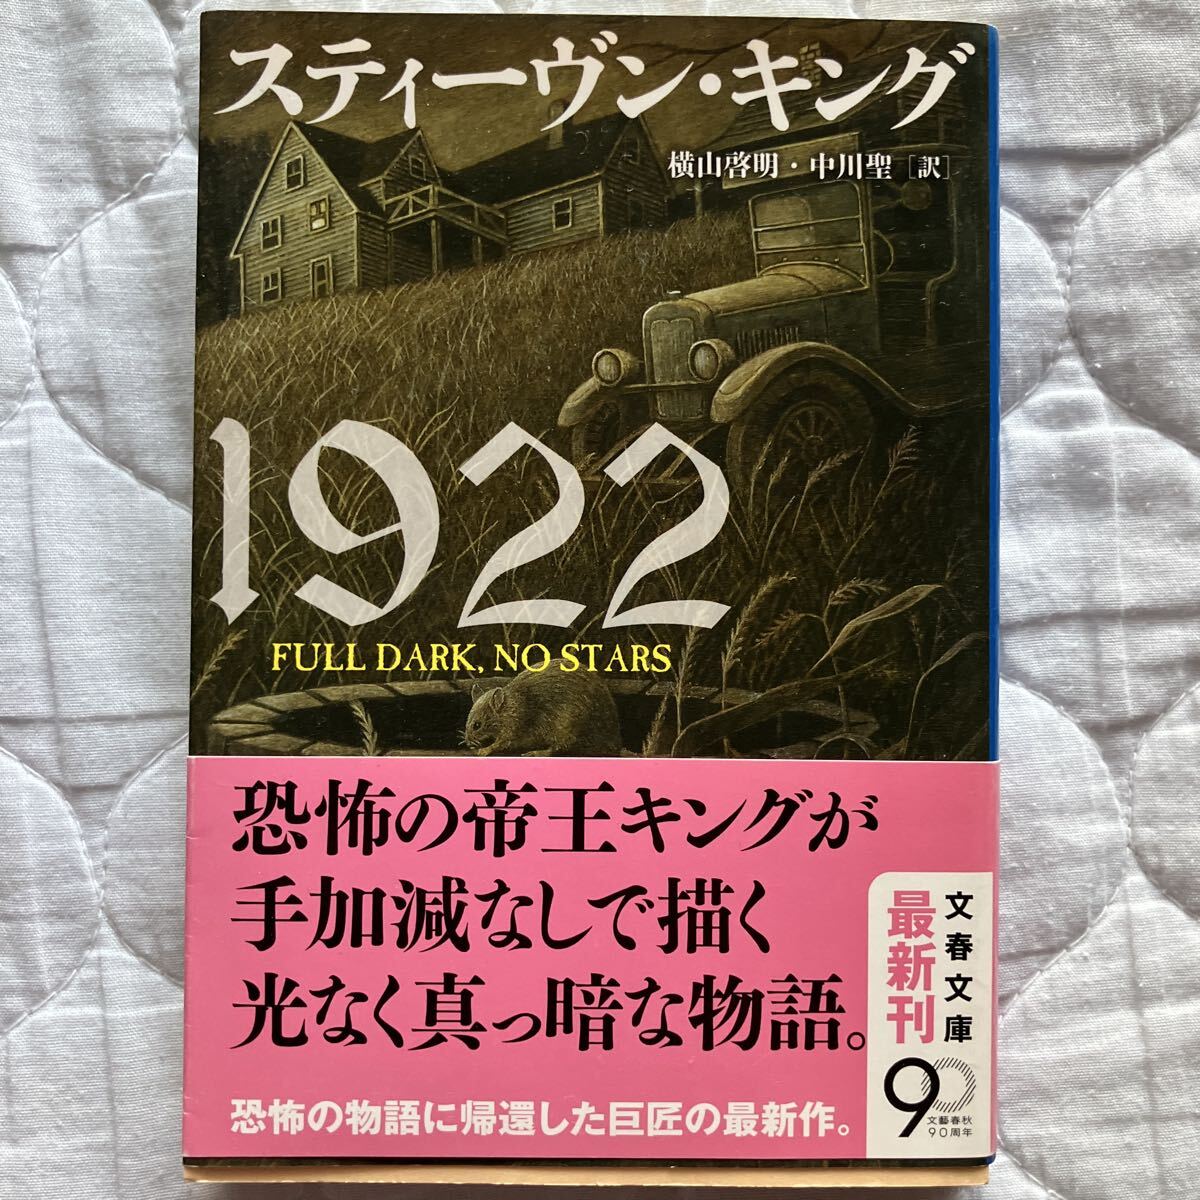 スティーヴン・キング
横山啓明・中川聖[訳]
1922
FULL DARK, NO STARS
恐怖の帝王キングが
手加減なしで描く
光なく真っ暗な物語。
恐怖の物語に帰還した巨匠の最新作。
文春文庫
最新刊
90
文藝春秋
90周年